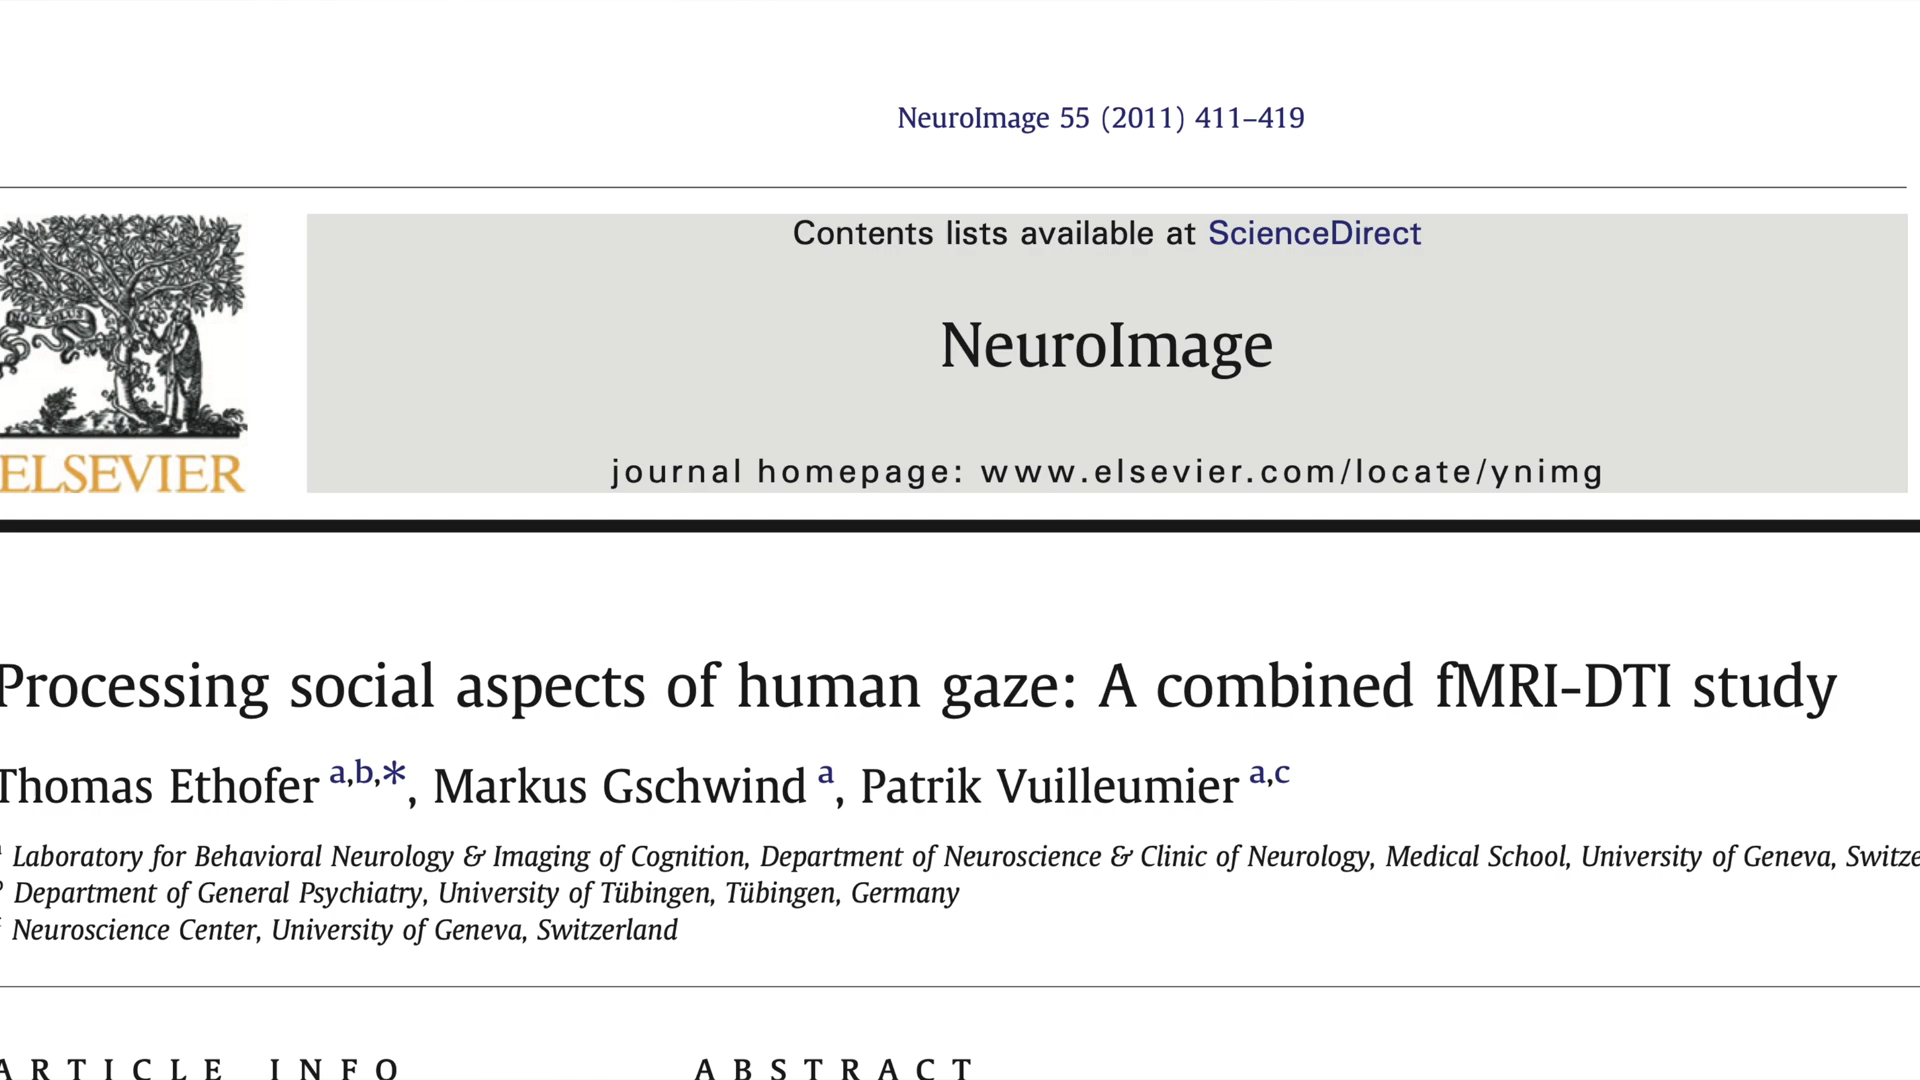 NeuroImage 55 (2011) 411–419
Contents lists available at ScienceDirect
NON SOLUS
NeuroImage
ELSEVIER
journal homepage: www.elsevier.com/locate/ynimg
Processing social aspects of human gaze: A combined fMRI-DTI study
Thomas Ethofer a,b,*, Markus Gschwind a, Patrik Vuilleumier a,c
Laboratory for Behavioral Neurology & Imaging of Cognition, Department of Neuroscience & Clinic of Neurology, Medical School, University of Geneva, Switze
Department of General Psychiatry, University of Tübingen, Tübingen, Germany
Neuroscience Center, University of Geneva, Switzerland
ARTICLE INFO
ABSTRACT